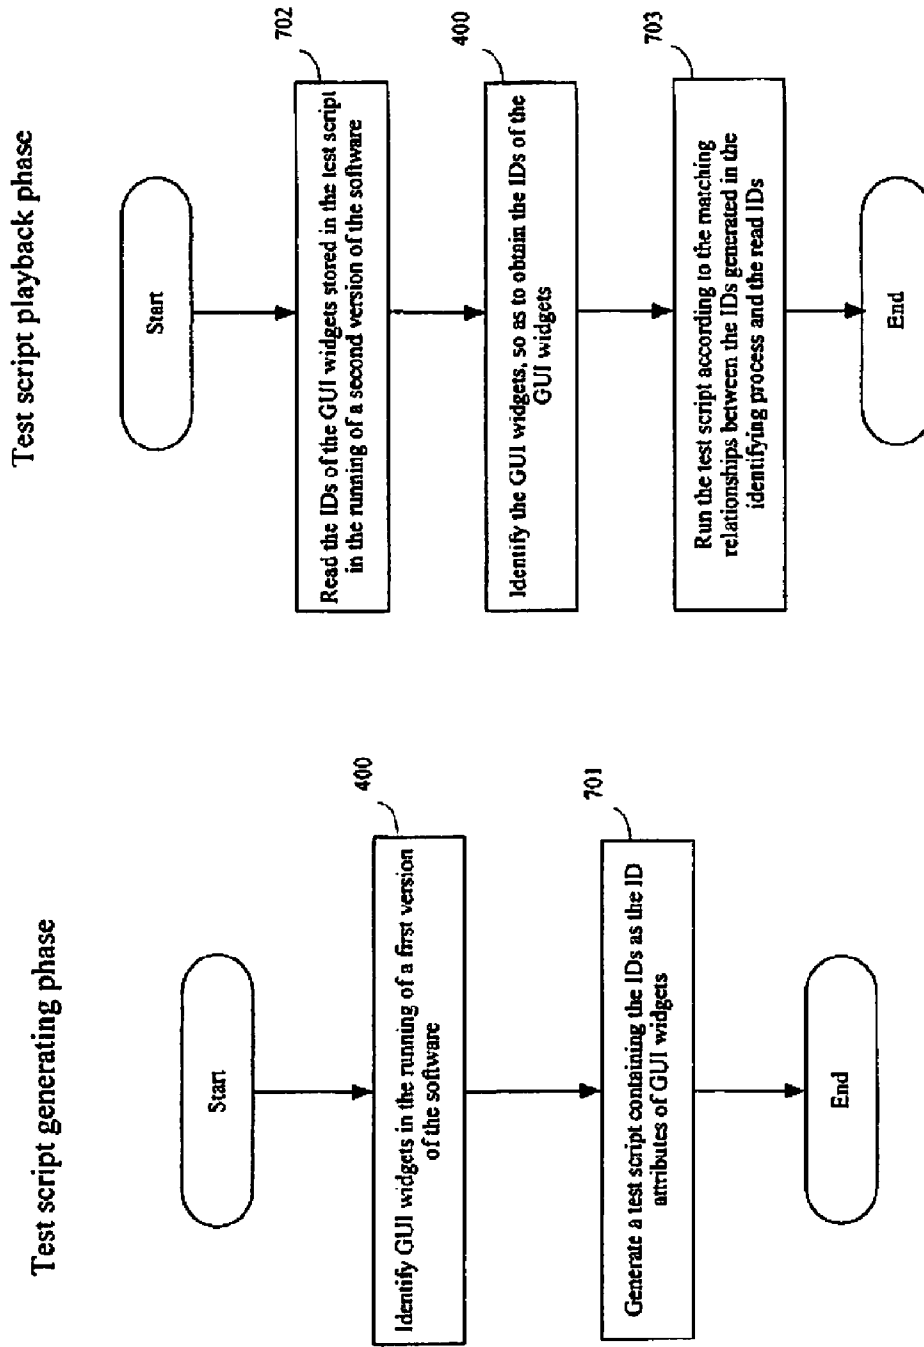 Test script generating phase
Start
400
Identify GUI widgets in the running of a first version
of the software
701
Generate a test script containing the IDs as the ID
attributes of GUI widgets
End
Test script playback phase
Start
702
Read the IDs of the GUI widgets stored in the test script
in the running of a second version of the software
400
Identify the GUI widgets, so as to obtain the IDs of the
GUI widgets
703
Run the test script according to the matching
relationships between the IDs generated in the
identifying process and the read IDs
End